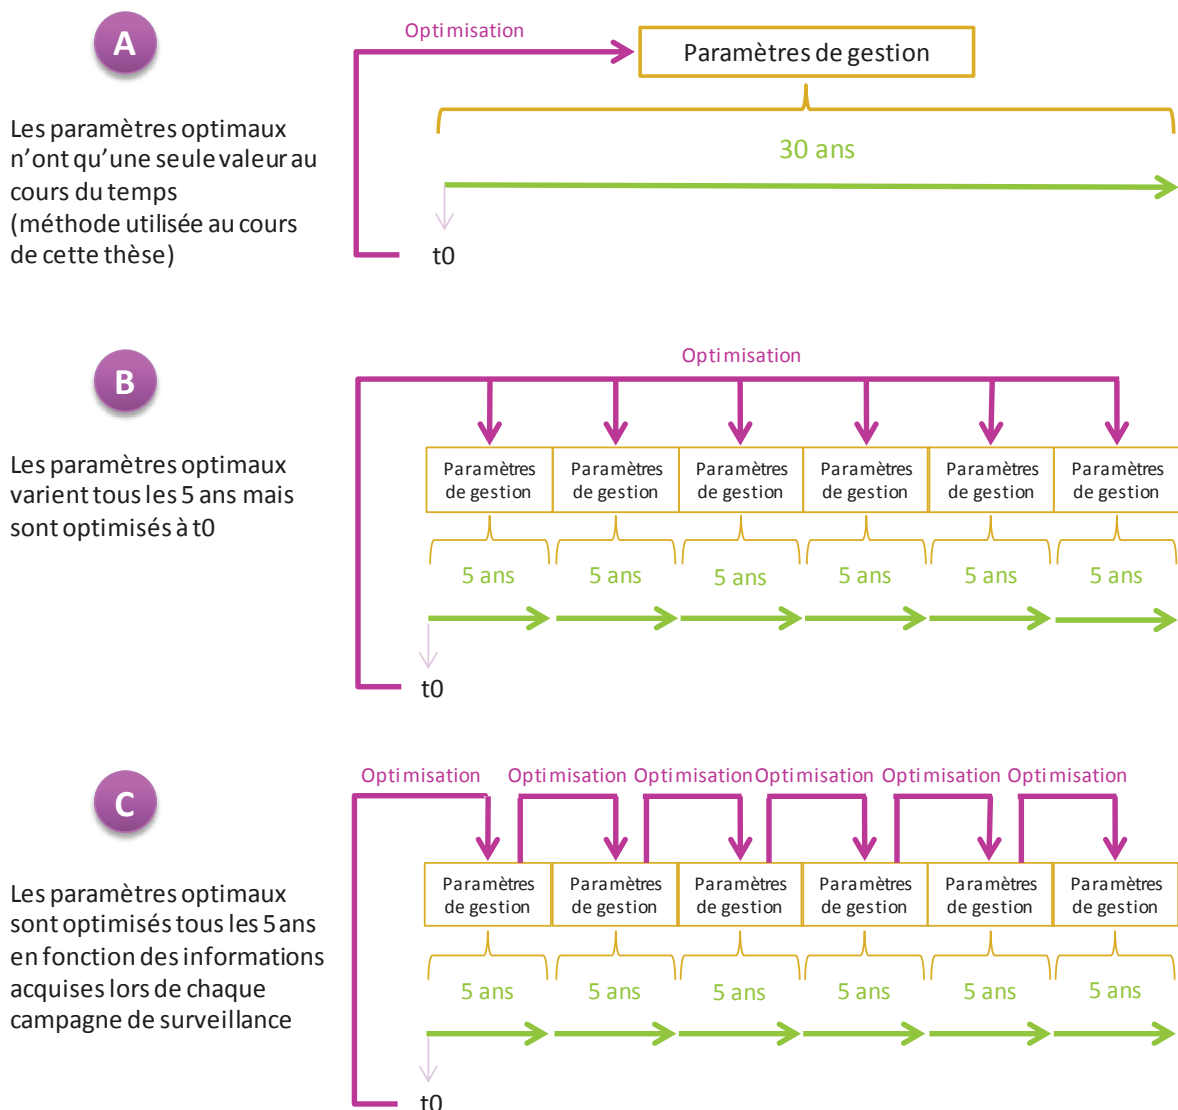 A
Optimisation
Paramètres de gestion
Les paramètres optimaux
n'ont qu'une seule valeur au
cours du temps
(méthode utilisée au cours
de cette thèse)
30 ans
t0
B
Optimisation
Les paramètres optimaux
varient tous les 5 ans mais
sont optimisés à t0
Paramètres de gestion
Paramètres de gestion
Paramètres de gestion
Paramètres de gestion
Paramètres de gestion
Paramètres de gestion
5 ans
5 ans
5 ans
5 ans
5 ans
5 ans
t0
C
Optimisation
Optimisation
Optimisation
Optimisation
Optimisation
Optimisation
Les paramètres optimaux
sont optimisés tous les 5 ans
en fonction des informations
acquises lors de chaque
campagne de surveillance
Paramètres de gestion
Paramètres de gestion
Paramètres de gestion
Paramètres de gestion
Paramètres de gestion
Paramètres de gestion
5 ans
5 ans
5 ans
5 ans
5 ans
5 ans
t0